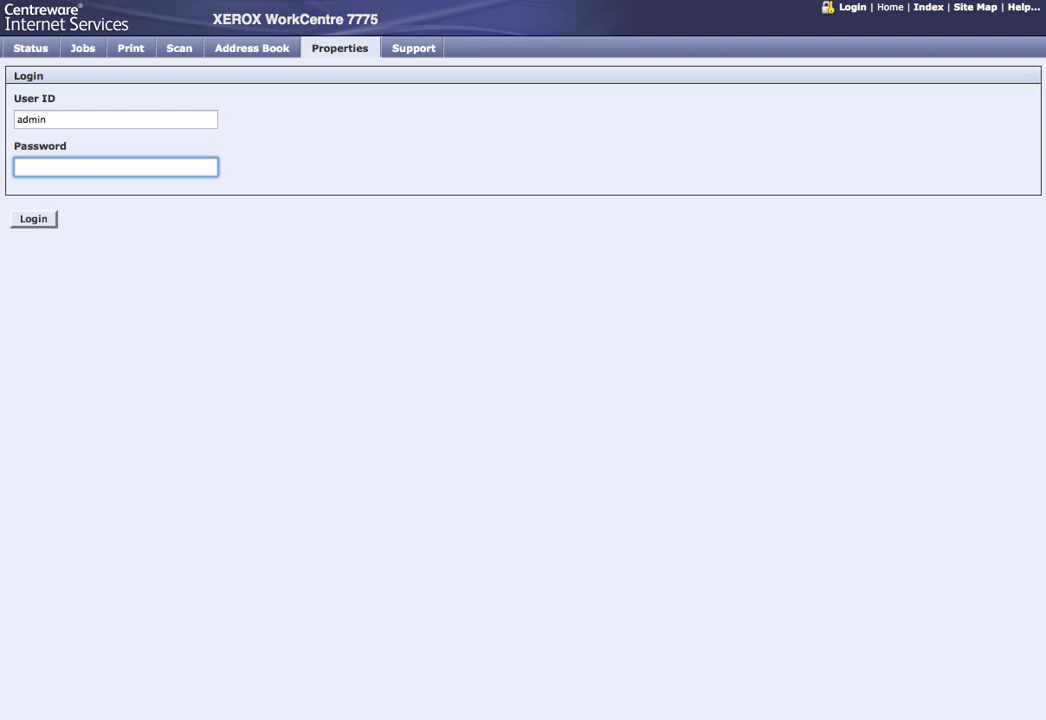 Centreware®
Internet Services
XEROX WorkCentre 7775
Login | Home | Index | Site Map | Help...
Status Jobs Print Scan Address Book Properties Support
Login
User ID
admin
Password
Login